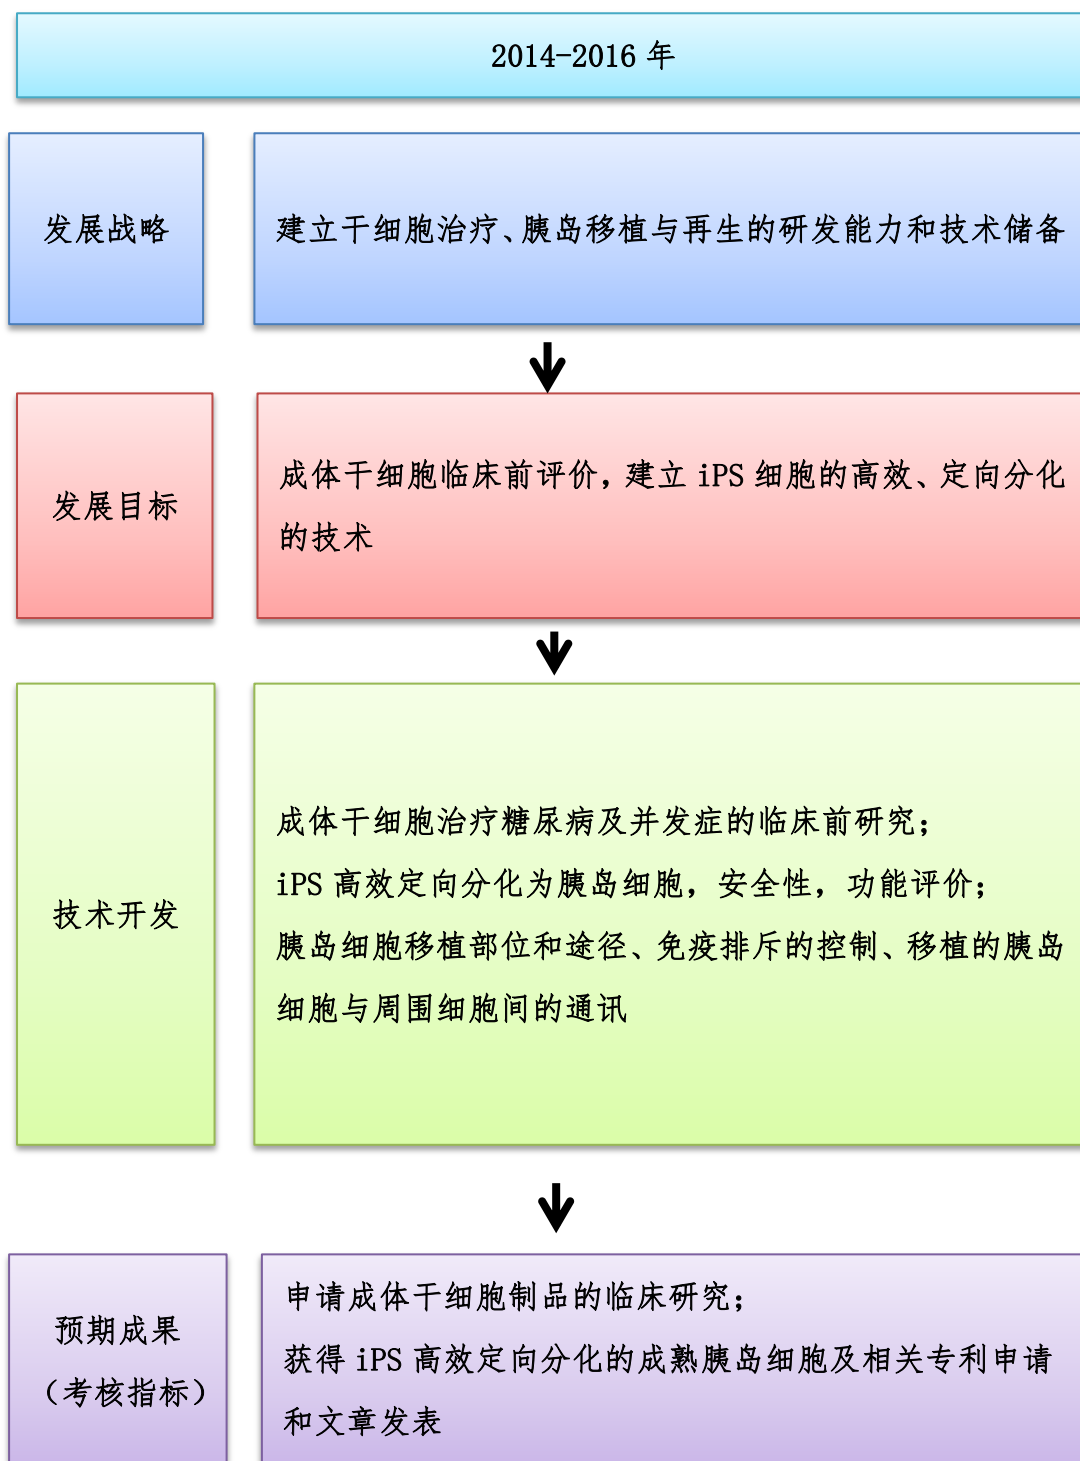 2014-2016 年
发展战略
建立干细胞治疗、胰岛移植与再生的研发能力和技术储备
发展目标
成体干细胞临床前评价，建立 iPS 细胞的高效、定向分化
的技术
技术开发
成体干细胞治疗糖尿病及并发症的临床前研究；
iPS 高效定向分化为胰岛细胞，安全性，功能评价；
胰岛细胞移植部位和途径、免疫排斥的控制、移植的胰岛
细胞与周围细胞间的通讯
预期成果
（考核指标）
申请成体干细胞制品的临床研究；
获得 iPS 高效定向分化的成熟胰岛细胞及相关专利申请
和文章发表